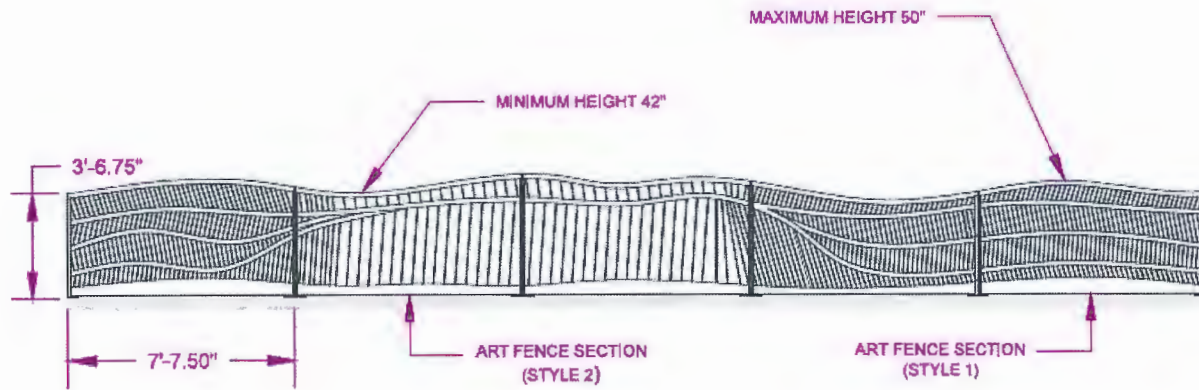 MAXIMUM HEIGHT 50"
MINIMUM HEIGHT 42"
3'-6.75"
7'-7.50"
ART FENCE SECTION
(STYLE 2)
ART FENCE SECTION
(STYLE 1)